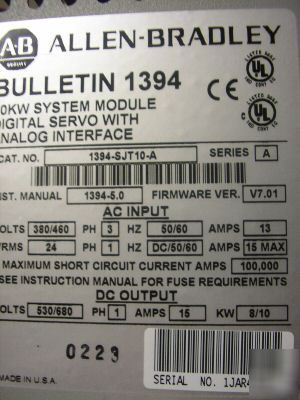 AB ALLEN-BRADLEY
BULLETIN 1394
0KW SYSTEM MODULE
DIGITAL SERVO WITH
ANALOG INTERFACE
CAT. NO. 1394-SJT10-A SERIES A
NST. MANUAL 1394-5.0 FIRMWARE VER. V7.01
AC INPUT
VOLTS 380/460 PH 3 HZ 50/60 AMPS 13
VRMS 24 PH 1 HZ DC/50/60 AMPS 15 MAX
MAXIMUM SHORT CIRCUIT CURRENT AMPS 100,000
SEE INSTRUCTION MANUAL FOR FUSE REQUIREMENTS
DC OUTPUT
VOLTS 530/680 PH 1 AMPS 15 KW 8/10
0223
MADE IN U.S.A.
SERIAL NO. 1JAR4